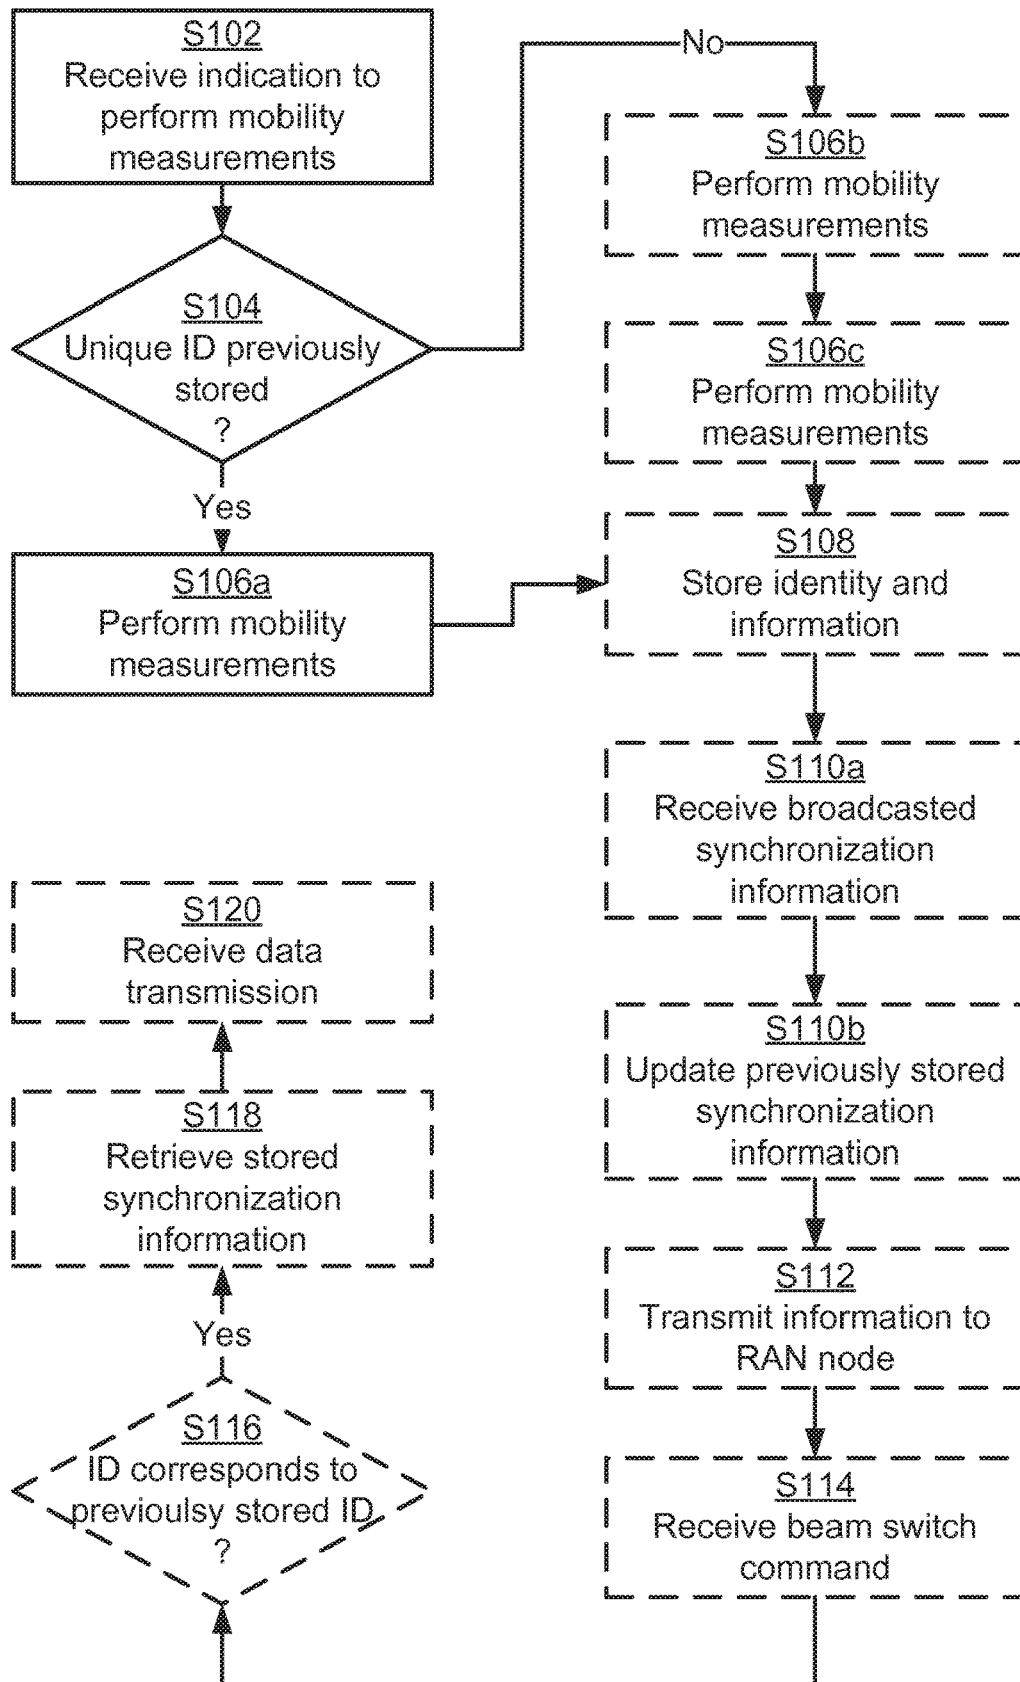 S102
Receive indication to
perform mobility
measurements
No
S104
Unique ID previously
stored
?
Yes
S106a
Perform mobility
measurements
S106b
Perform mobility
measurements
S106c
Perform mobility
measurements
S108
Store identity and
information
S110a
Receive broadcasted
synchronization
information
S110b
Update previously stored
synchronization
information
S112
Transmit information to
RAN node
S114
Receive beam switch
command
S116
ID corresponds to
previoulsy stored ID
?
Yes
S118
Retrieve stored
synchronization
information
S120
Receive data
transmission